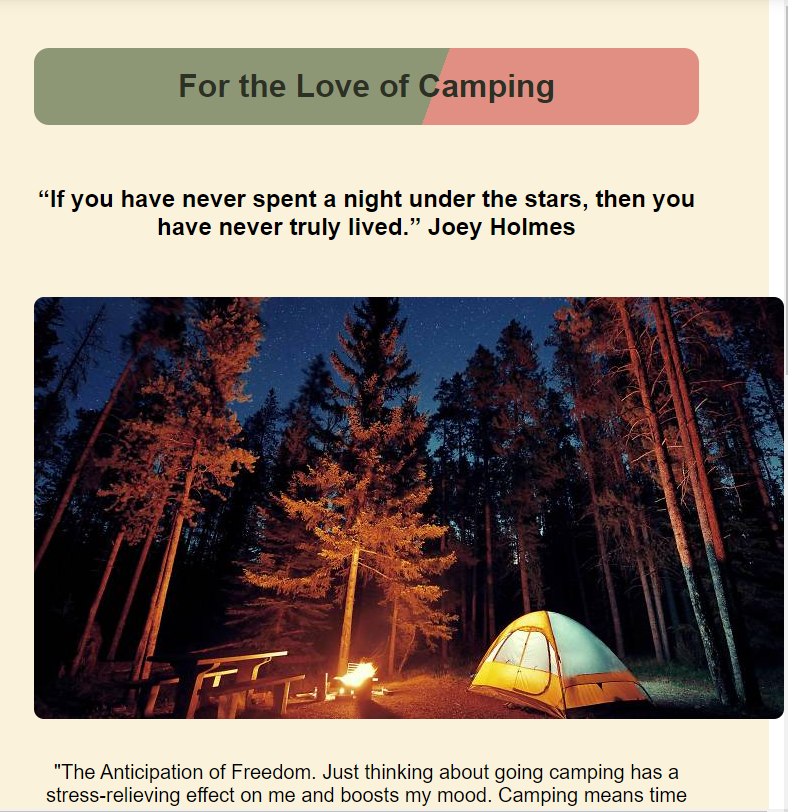 For the Love of Camping
“If you have never spent a night under the stars, then you
have never truly lived.” Joey Holmes
"The Anticipation of Freedom. Just thinking about going camping has a
stress-relieving effect on me and boosts my mood. Camping means time